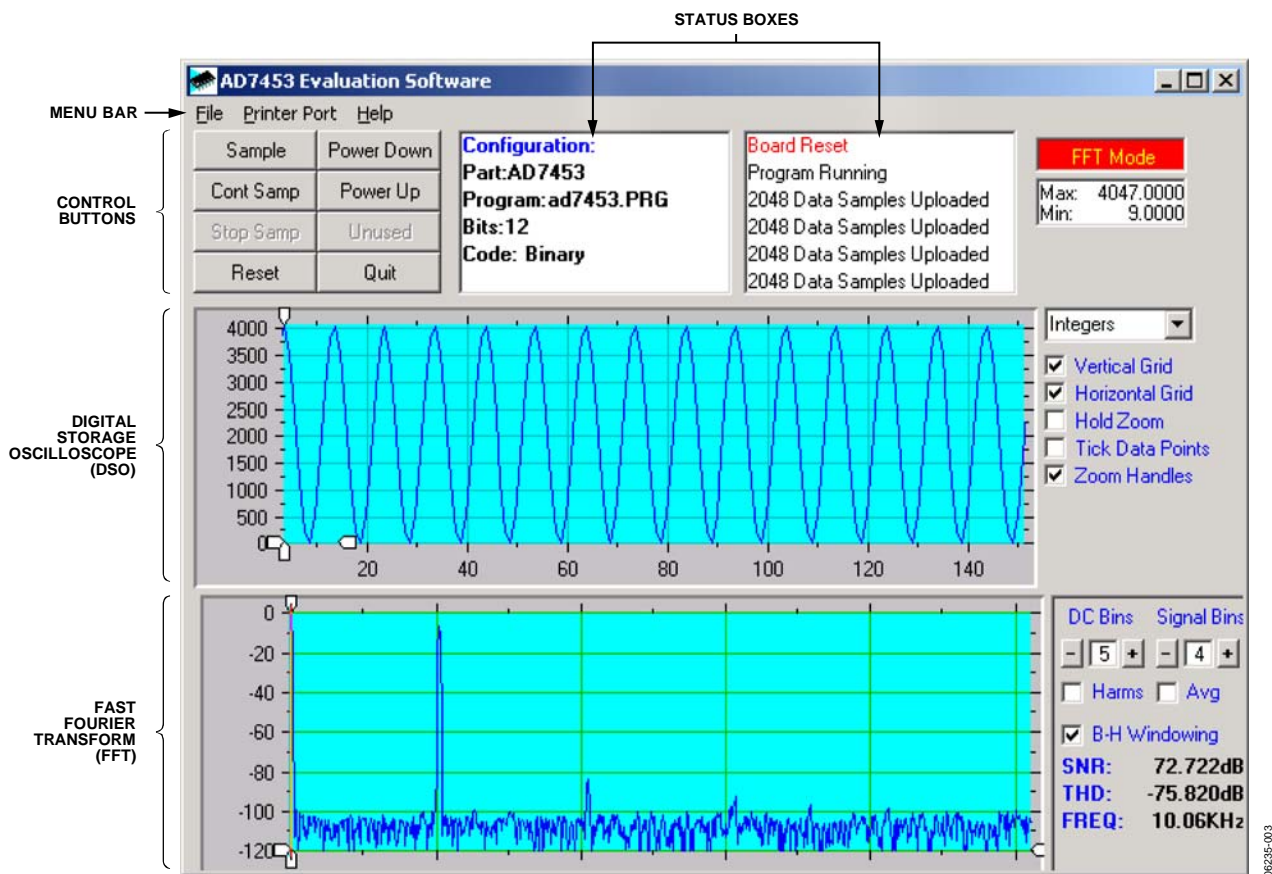 STATUS BOXES
AD7453 Evaluation Software
MENU BAR
File Printer Port Help
CONTROL
BUTTONS
Sample Power Down
Cont Samp Power Up
Stop Samp Unused
Reset Quit
Configuration:
Part:AD7453
Program:ad7453.PRG
Bits:12
Code: Binary
Board Reset
Program Running
2048 Data Samples Uploaded
2048 Data Samples Uploaded
2048 Data Samples Uploaded
2048 Data Samples Uploaded
FFT Mode
Max: 4047.0000
Min: 9.0000
DIGITAL
STORAGE
OSCILLOSCOPE
(DSO)
4000
3500
3000
2500
2000
1500
1000
500
0
20 40 60 80 100 120 140
Integers
Vertical Grid
Horizontal Grid
Hold Zoom
Tick Data Points
Zoom Handles
FAST
FOURIER
TRANSFORM
(FFT)
0
-20
-40
-60
-80
-100
-120
DC Bins Signal Bins
- 5 + - 4 +
Harms Avg
B-H Windowing
SNR: 72.722dB
THD: -75.820dB
FREQ: 10.06KHz
06235-003